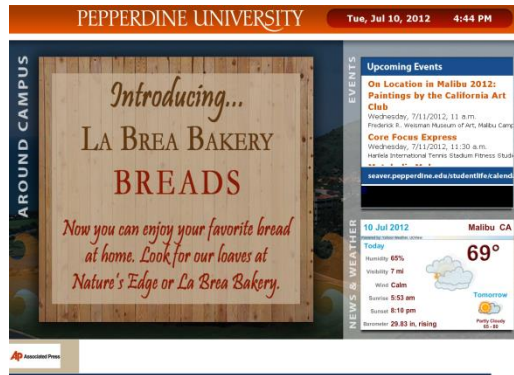 PEPPERDINE UNIVERSITY
Tue, Jul 10, 2012 4:44 PM
AROUND CAMPUS
Introducing...
LA BREA BAKERY
BREADS
Now you can enjoy your favorite bread
at home. Look for our loaves at
Nature's Edge or La Brea Bakery.
EVENTS
Upcoming Events
On Location in Malibu 2012:
Paintings by the California Art
Club
Wednesday, 7/11/2012, 11 a.m.
Frederick R. Weisman Museum of Art, Malibu Camp
Core Focus Express
Wednesday, 7/11/2012, 11:30 a.m.
Harilela International Tennis Stadium Fitness Stud
seaver.pepperdine.edu/studentlife/calenda
NEWS & WEATHER
10 Jul 2012 Malibu CA
Today
69°
Humidity 65%
Visibility 7 mi
Wind Calm
Sunrise 5:53 am
Sunset 8:10 pm
Barometer 29.83 in, rising
Tomorrow
Partly Cloudy
AP Associated Press